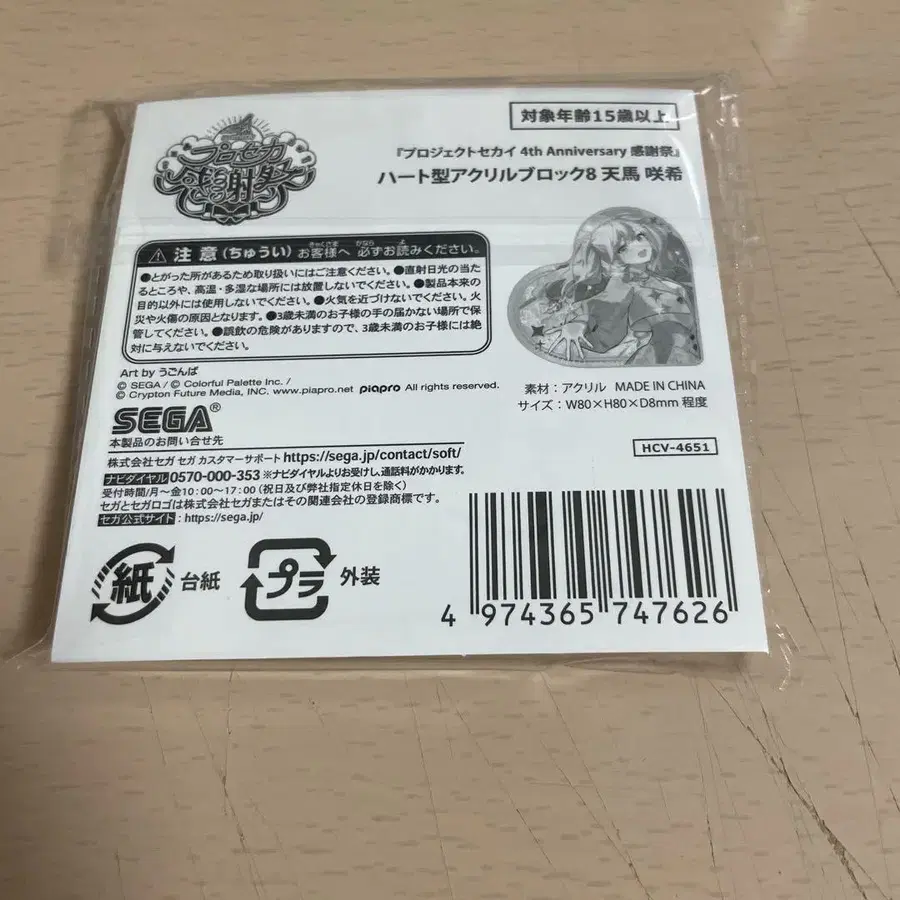 プロセカ
感謝祭
対象年齢15歳以上
『プロジェクトセカイ 4th Anniversary 感謝祭』
ハート型アクリルブロック8 天馬 咲希
注意(ちゅうい) お客様へ 必ずお読みください。
きゃくさま かなら よ
●とがった所があるため取り扱いにはご注意ください。●直射日光の当た
るところや、高温・多湿な場所には放置しないでください。●製品本来の
目的以外には使用しないでください。●火気を近づけないでください。火
災や火傷の原因となります。●3歳未満のお子様の手の届かない場所で保
管してください。●誤飲の危険がありますので、3歳未満のお子様には絶
対に与えないでください。
Art by うごんば
© SEGA / © Colorful Palette Inc. /
© Crypton Future Media, INC. www.piapro.net piapro All rights reserved.
素材：アクリル MADE IN CHINA
サイズ：W80×H80×D8mm 程度
SEGA®
本製品のお問い合せ先
HCV-4651
株式会社セガ セガ カスタマーサポート https://sega.jp/contact/soft/
ナビダイヤル 0570-000-353 ※ナビダイヤルよりお受けし、通話料がかかります。
受付時間/月～金10:00～17:00（祝日及び弊社指定休日を除く）
セガとセガロゴは株式会社セガまたはその関連会社の登録商標です。
セガ公式サイト：https://sega.jp/
紙 台紙
プラ 外装
4 974365 747626